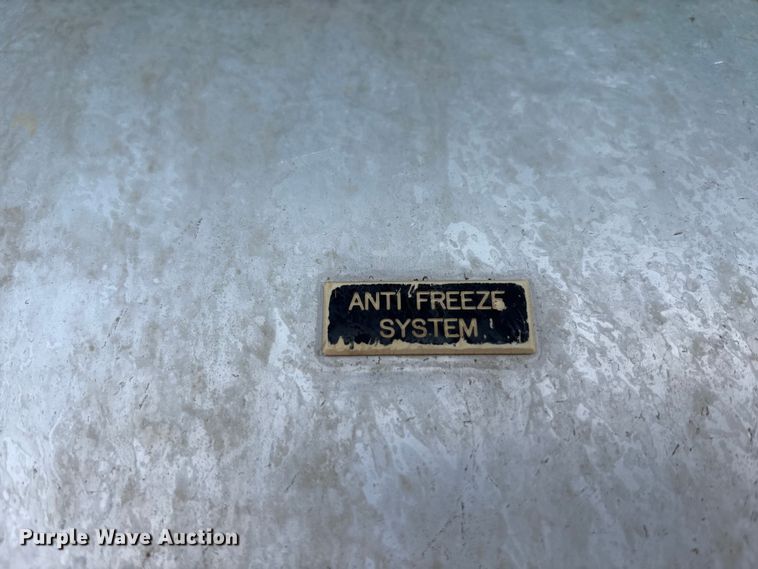 ANTI FREEZE
SYSTEM
Purple Wave Auction